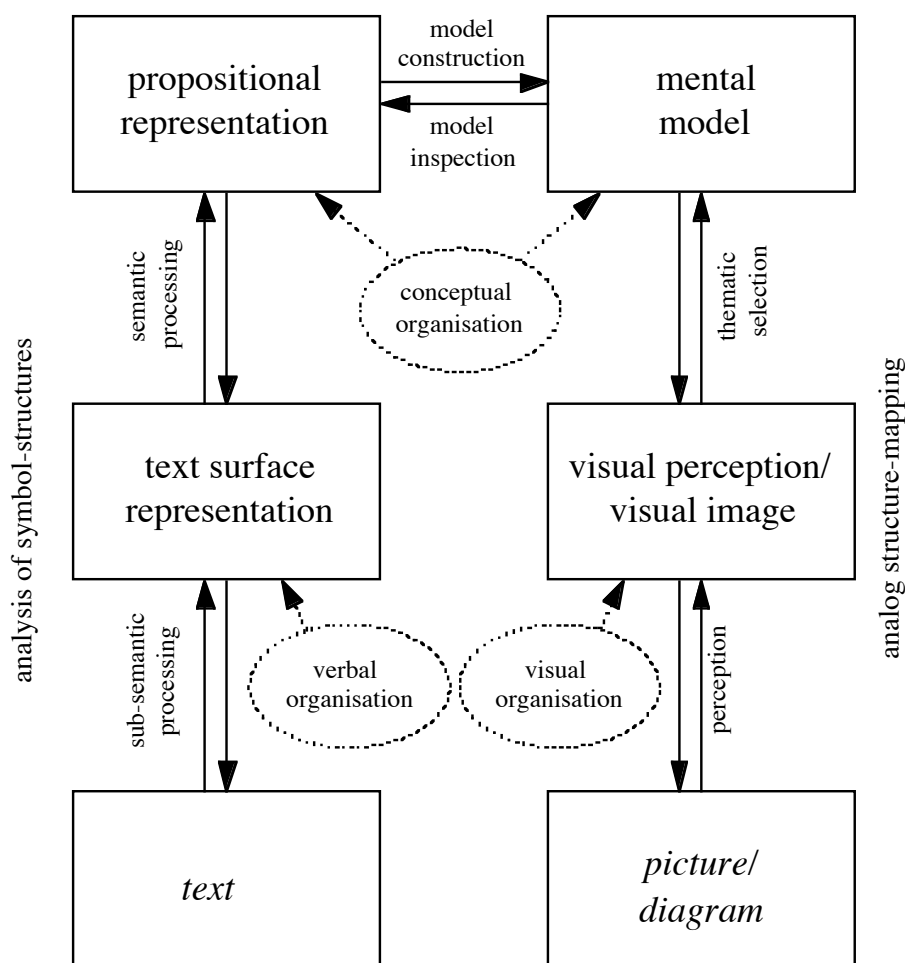 propositional
representation
model
construction
model
inspection
mental
model
semantic
processing
conceptual
organisation
thematic
selection
analysis of symbol-structures
text surface
representation
visual perception/
visual image
analog structure-mapping
sub-semantic
processing
verbal
organisation
visual
organisation
perception
text
picture/
diagram